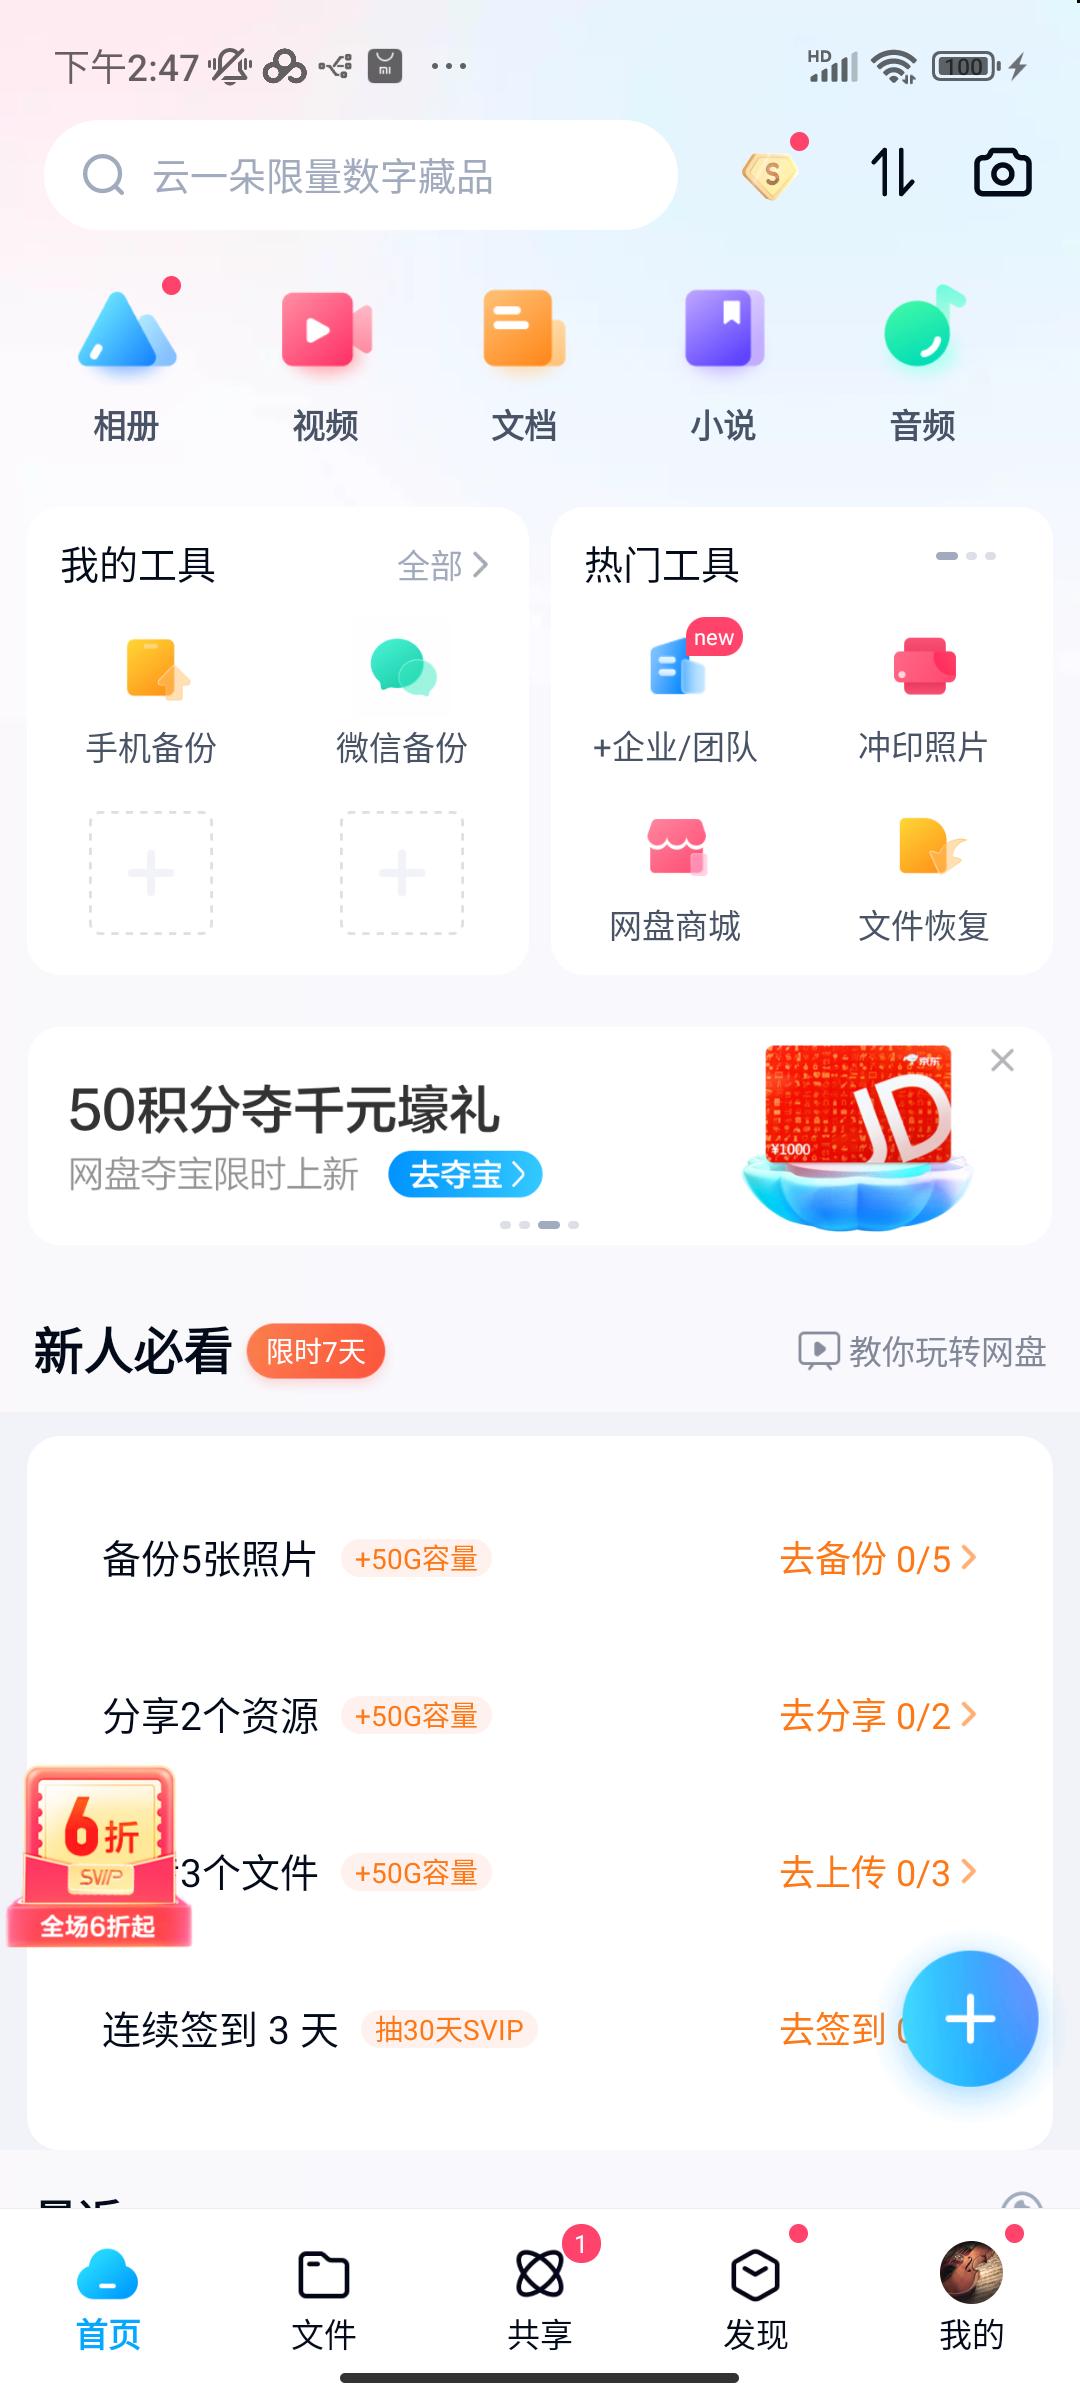 下午2:47
HD
100
云一朵限量数字藏品
相册
视频
文档
小说
音频
我的工具
全部
手机备份
微信备份
热门工具
new
+企业/团队
冲印照片
网盘商城
文件恢复
50积分夺千元壕礼
网盘夺宝限时上新
去夺宝
京东
JD
¥1000
新人必看
限时7天
教你玩转网盘
备份5张照片 +50G容量 去备份 0/5
分享2个资源 +50G容量 去分享 0/2
3个文件 +50G容量 去上传 0/3
6折
SVIP
全场6折起
连续签到 3 天 抽30天SVIP 去签到
最近
首页
文件
1
共享
发现
我的